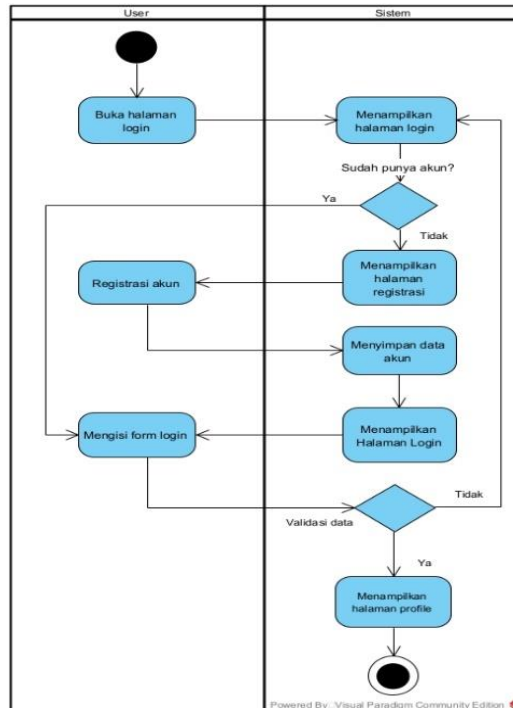 User
Sistem
Buka halaman
login
Menampilkan
halaman login
Sudah punya akun?
Ya
Tidak
Menampilkan
halaman
registrasi
Registrasi akun
Menyimpan data
akun
Menampilkan
Halaman Login
Mengisi form login
Tidak
Validasi data
Ya
Menampilkan
halaman profile
Powered By: Visual Paradigm Community Edition